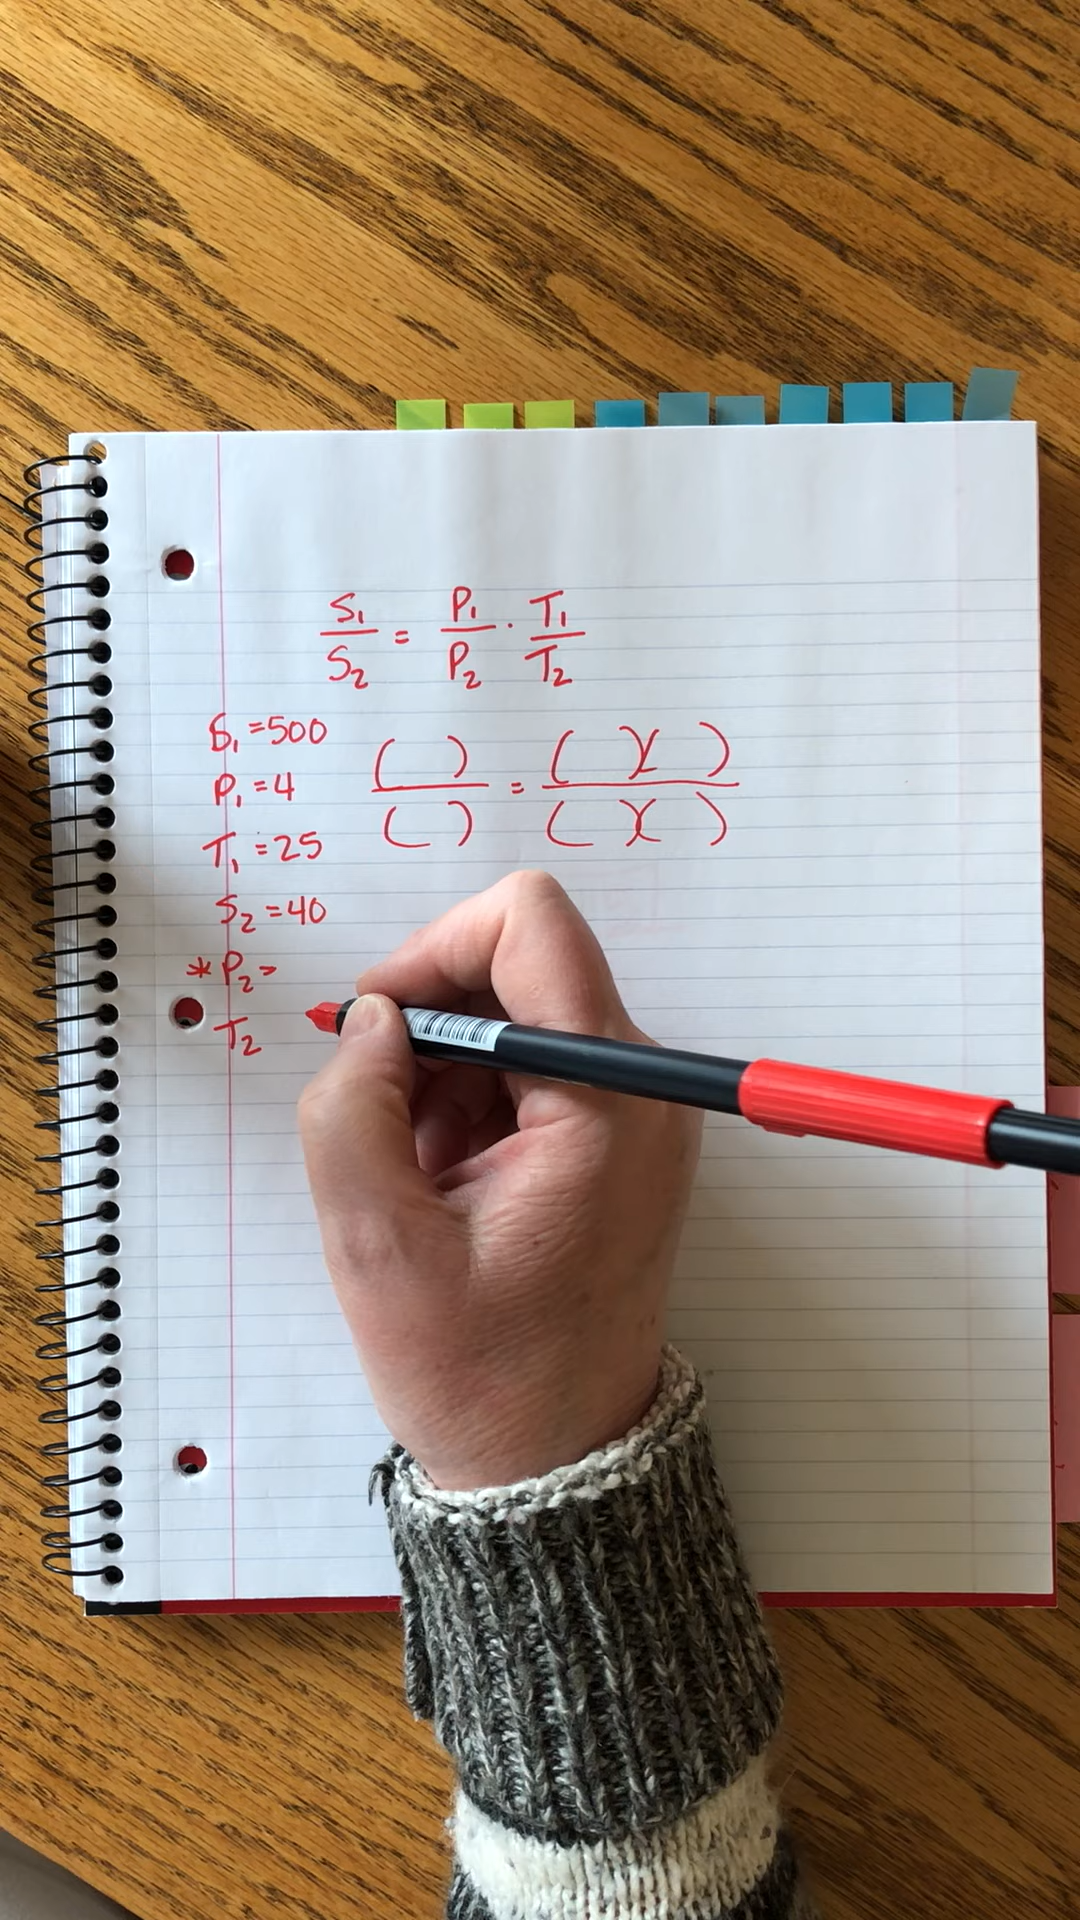 S₁/S₂ = P₁/P₂ · T₁/T₂
S₁ =500
P₁ =4
( )/( ) = ( )( )/( )( )
T₁ =25
S₂ =40
* P₂ =
T₂